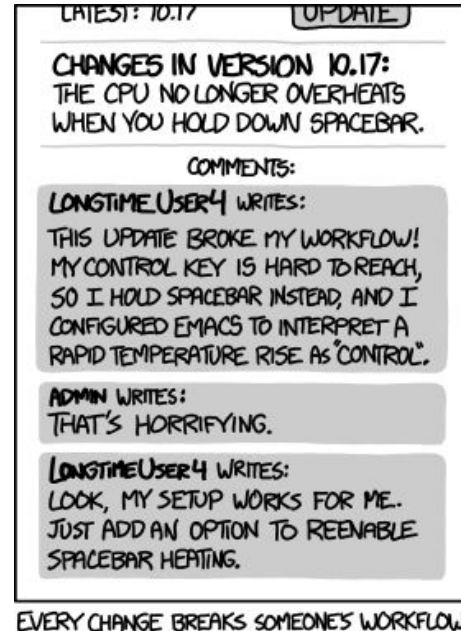 LATEST: 10.17 UPDATE
CHANGES IN VERSION 10.17:
THE CPU NO LONGER OVERHEATS
WHEN YOU HOLD DOWN SPACEBAR.
COMMENTS:
LONGTIMEUSER4 WRITES:
THIS UPDATE BROKE MY WORKFLOW!
MY CONTROL KEY IS HARD TO REACH,
SO I HOLD SPACEBAR INSTEAD, AND I
CONFIGURED EMACS TO INTERPRET A
RAPID TEMPERATURE RISE AS "CONTROL".
ADMIN WRITES:
THAT'S HORRIFYING.
LONGTIMEUSER4 WRITES:
LOOK, MY SETUP WORKS FOR ME.
JUST ADD AN OPTION TO REENABLE
SPACEBAR HEATING.
EVERY CHANGE BREAKS SOMEONE'S WORKFLOW